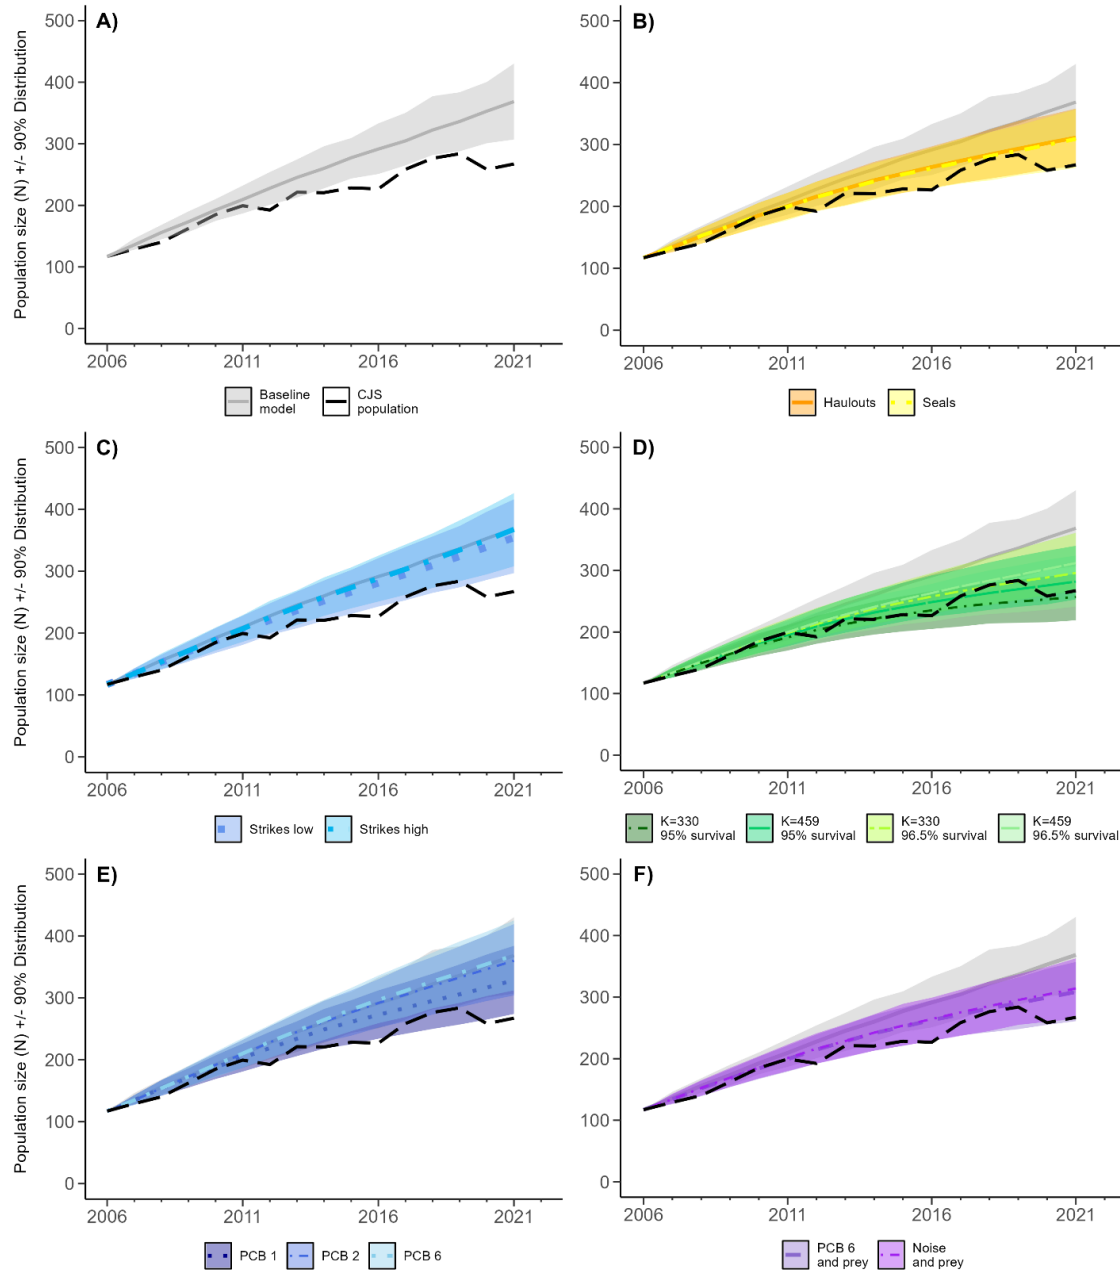 A)
Population size (N) +/- 90% Distribution
500
400
300
200
100
0
2006
2011
2016
2021
Baseline
model
CJS
population
B)
500
400
300
200
100
0
2006
2011
2016
2021
Haulouts
Seals
C)
Population size (N) +/- 90% Distribution
500
400
300
200
100
0
2006
2011
2016
2021
Strikes low
Strikes high
D)
500
400
300
200
100
0
2006
2011
2016
2021
K=330
95% survival
K=459
95% survival
K=330
96.5% survival
K=459
96.5% survival
E)
Population size (N) +/- 90% Distribution
500
400
300
200
100
0
2006
2011
2016
2021
PCB 1
PCB 2
PCB 6
F)
500
400
300
200
100
0
2006
2011
2016
2021
PCB 6
and prey
Noise
and prey